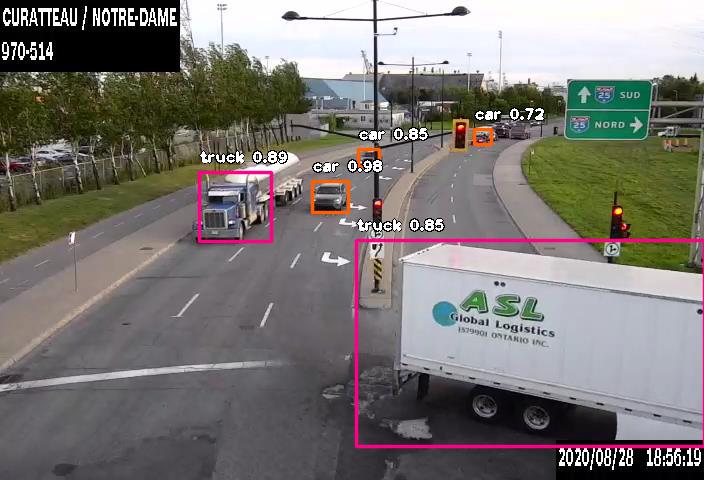 CURATTEAU / NOTRE-DAME
970-514
car 0.72
25 SUD
25 NORD
car 0.85
truck 0.89
car 0.98
truck 0.85
ASL
Global Logistics
1579901 ONTARIO INC.
2020/08/28 18:56:19